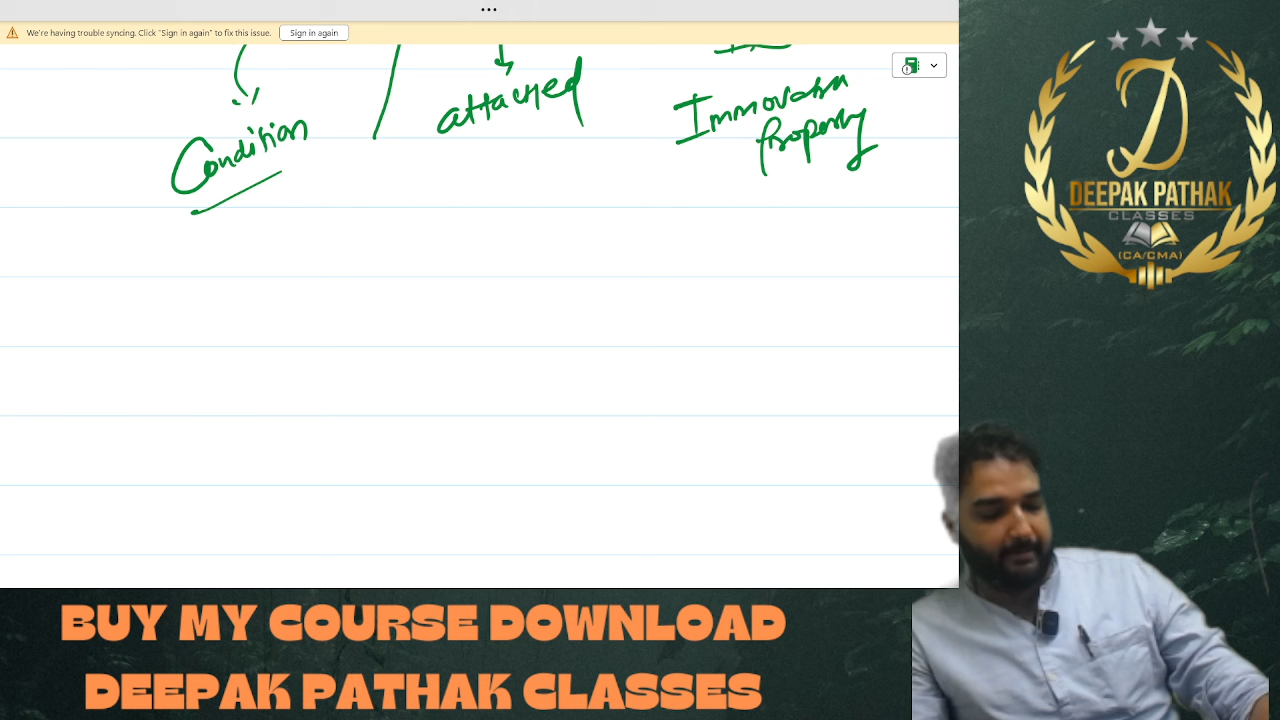 We're having trouble syncing. Click "Sign in again" to fix this issue.
Sign in again
Condition
attached
Property
D
DEEPAK PATHAK
CLASSES
(CA/CMA)
BUY MY COURSE DOWNLOAD
DEEPAK PATHAK CLASSES